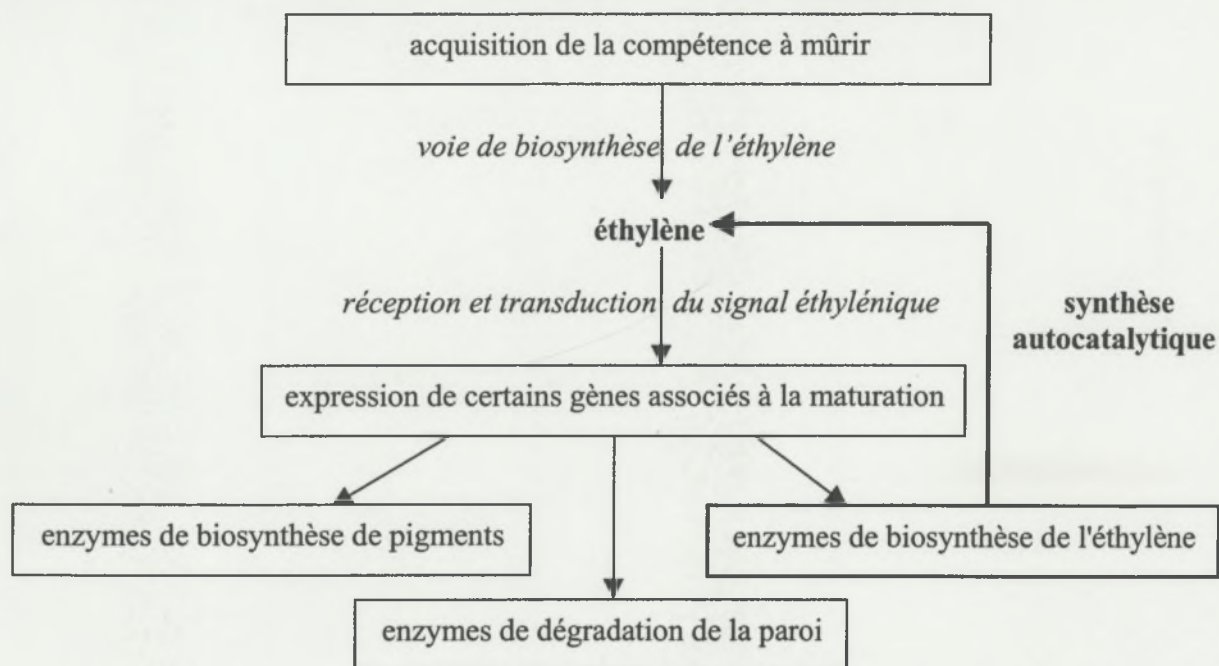 acquisition de la compétence à mûrir
voie de biosynthèse de l'éthylène
éthylène
réception et transduction du signal éthylénique
synthèse
autocatalytique
expression de certains gènes associés à la maturation
enzymes de biosynthèse de pigments
enzymes de biosynthèse de l'éthylène
enzymes de dégradation de la paroi